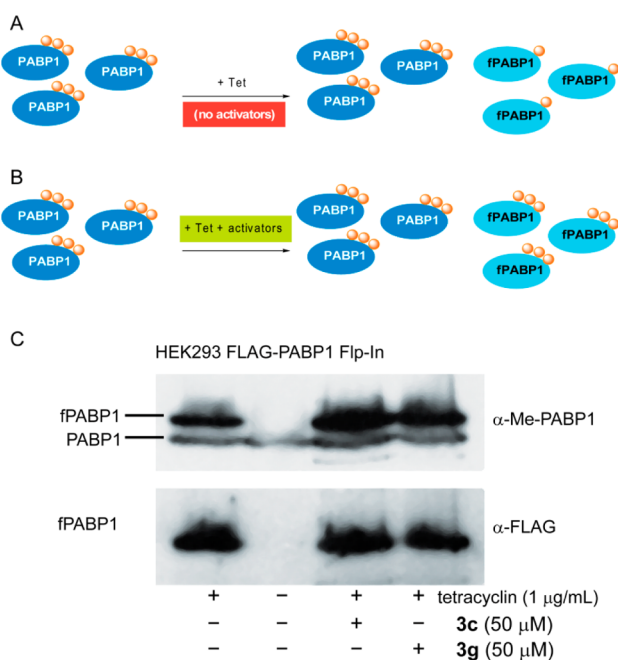 A
PABP1 PABP1 PABP1
+ Tet
(no activators)
PABP1 PABP1 PABP1
fPABP1 fPABP1 fPABP1
B
PABP1 PABP1 PABP1
+ Tet + activators
PABP1 PABP1 PABP1
fPABP1 fPABP1 fPABP1
C
HEK293 FLAG-PABP1 Flp-In
fPABP1
PABP1
α-Me-PABP1
fPABP1
α-FLAG
+ − + + tetracyclin (1 μg/mL)
− − + − 3c (50 μM)
− − − + 3g (50 μM)